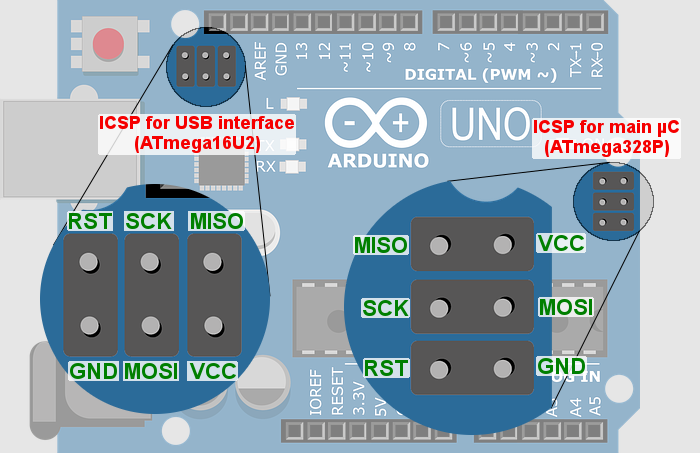 AREF
GND
13
12
~11
~10
~9
8
7
~6
~5
4
~3
2
TX-1
RX-0
DIGITAL (PWM ~)
L
ICSP for USB interface
(ATmega16U2)
X
RX
ARDUINO
UNO
ICSP for main µC
(ATmega328P)
RST SCK MISO
GND MOSI VCC
MISO VCC
SCK MOSI
RST GND
IN
IOREF
RESET
3.3V
5V
A4
A5